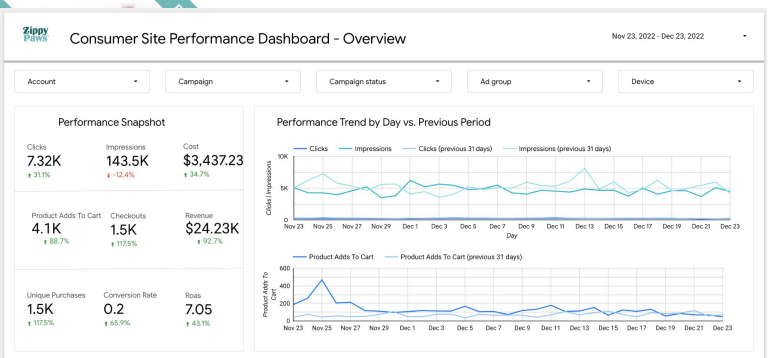 Zippy
Paws
Consumer Site Performance Dashboard - Overview
Nov 23, 2022 - Dec 23, 2022
Account
Campaign
Campaign status
Ad group
Device
Performance Snapshot
Clicks
Impressions
Cost
7.32K
143.5K
$3,437.23
31.1%
-12.4%
34.7%
Product Adds To Cart
Checkouts
Revenue
4.1K
1.5K
$24.23K
88.7%
117.5%
92.7%
Unique Purchases
Conversion Rate
Roas
1.5K
0.2
7.05
117.5%
65.9%
43.1%
Performance Trend by Day vs. Previous Period
Clicks Impressions Clicks (previous 31 days) Impressions (previous 31 days)
Clicks | Impressions
10K
5K
0
Nov 23 Nov 25 Nov 27 Nov 29 Dec 1 Dec 3 Dec 5 Dec 7 Dec 9 Dec 11 Dec 13 Dec 15 Dec 17 Dec 19 Dec 21 Dec 23
Day
Product Adds To Cart Product Adds To Cart (previous 31 days)
Product Adds To
Cart
600
400
200
0
Nov 23 Nov 25 Nov 27 Nov 29 Dec 1 Dec 3 Dec 5 Dec 7 Dec 9 Dec 11 Dec 13 Dec 15 Dec 17 Dec 19 Dec 21 Dec 23